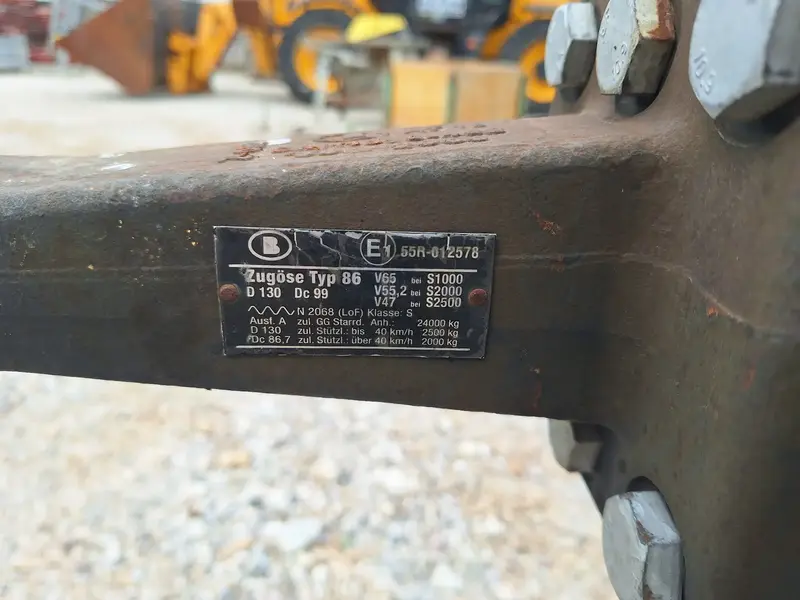 B E1 55R-012578
Zugöse Typ 86 V65 bei S1000
D 130 Dc 99 V55,2 bei S2000
V47 bei S2500
N 2068 (LoF) Klasse: S
Ausf. A zul. GG Starrd. Anh.: 24000 kg
D 130 zul. Stützl.: bis 40 km/h 2500 kg
Dc 86,7 zul. Stützl.: über 40 km/h 2000 kg